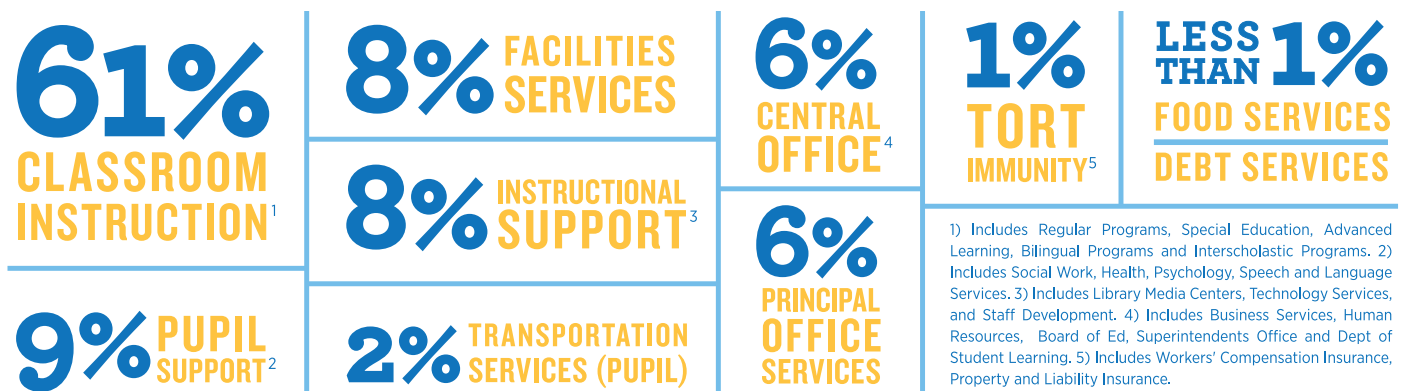 61%
CLASSROOM
INSTRUCTION1
9% PUPIL
SUPPORT2
8% FACILITIES
SERVICES
8% INSTRUCTIONAL
SUPPORT3
2% TRANSPORTATION
SERVICES (PUPIL)
6%
CENTRAL
OFFICE4
6%
PRINCIPAL
OFFICE
SERVICES
1%
TORT
IMMUNITY5
LESS
THAN 1%
FOOD SERVICES
DEBT SERVICES
1) Includes Regular Programs, Special Education, Advanced
Learning, Bilingual Programs and Interscholastic Programs. 2)
Includes Social Work, Health, Psychology, Speech and Language
Services. 3) Includes Library Media Centers, Technology Services,
and Staff Development. 4) Includes Business Services, Human
Resources, Board of Ed, Superintendents Office and Dept of
Student Learning. 5) Includes Workers' Compensation Insurance,
Property and Liability Insurance.